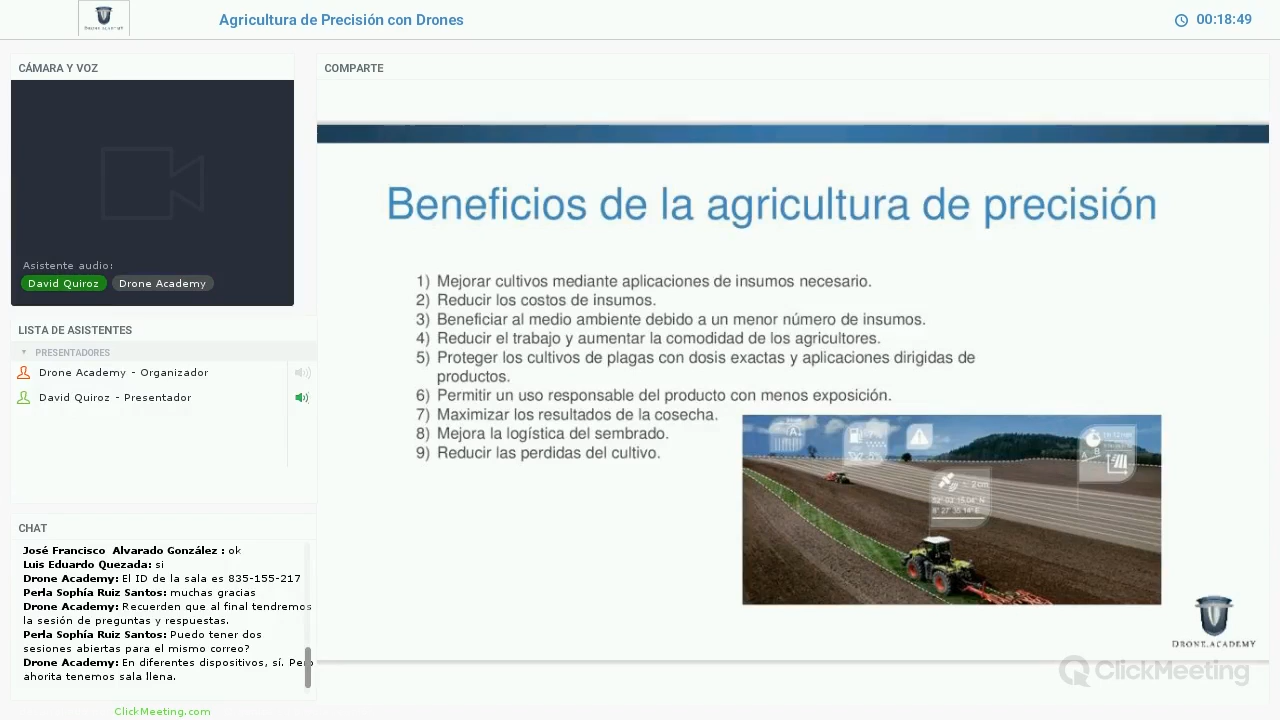 DRONE.ACADEMY
Agricultura de Precisión con Drones
00:18:49
CÁMARA Y VOZ
Asistente audio:
David Quiroz
Drone Academy
LISTA DE ASISTENTES
PRESENTADORES
Drone Academy - Organizador
David Quiroz - Presentador
CHAT
José Francisco Alvarado González : ok
Luis Eduardo Quezada: si
Drone Academy: El ID de la sala es 835-155-217
Perla Sophía Ruiz Santos: muchas gracias
Drone Academy: Recuerden que al final tendremos
la sesión de preguntas y respuestas.
Perla Sophía Ruiz Santos: Puedo tener dos
sesiones abiertas para el mismo correo?
Drone Academy: En diferentes dispositivos, sí. Pero
ahorita tenemos sala llena.
ClickMeeting.com
COMPARTE
Beneficios de la agricultura de precisión
1) Mejorar cultivos mediante aplicaciones de insumos necesario.
2) Reducir los costos de insumos.
3) Beneficiar al medio ambiente debido a un menor número de insumos.
4) Reducir el trabajo y aumentar la comodidad de los agricultores.
5) Proteger los cultivos de plagas con dosis exactas y aplicaciones dirigidas de
productos.
6) Permitir un uso responsable del producto con menos exposición.
7) Maximizar los resultados de la cosecha.
8) Mejora la logística del sembrado.
9) Reducir las perdidas del cultivo.
A
A B
± 2cm
DRONE.ACADEMY
ClickMeeting